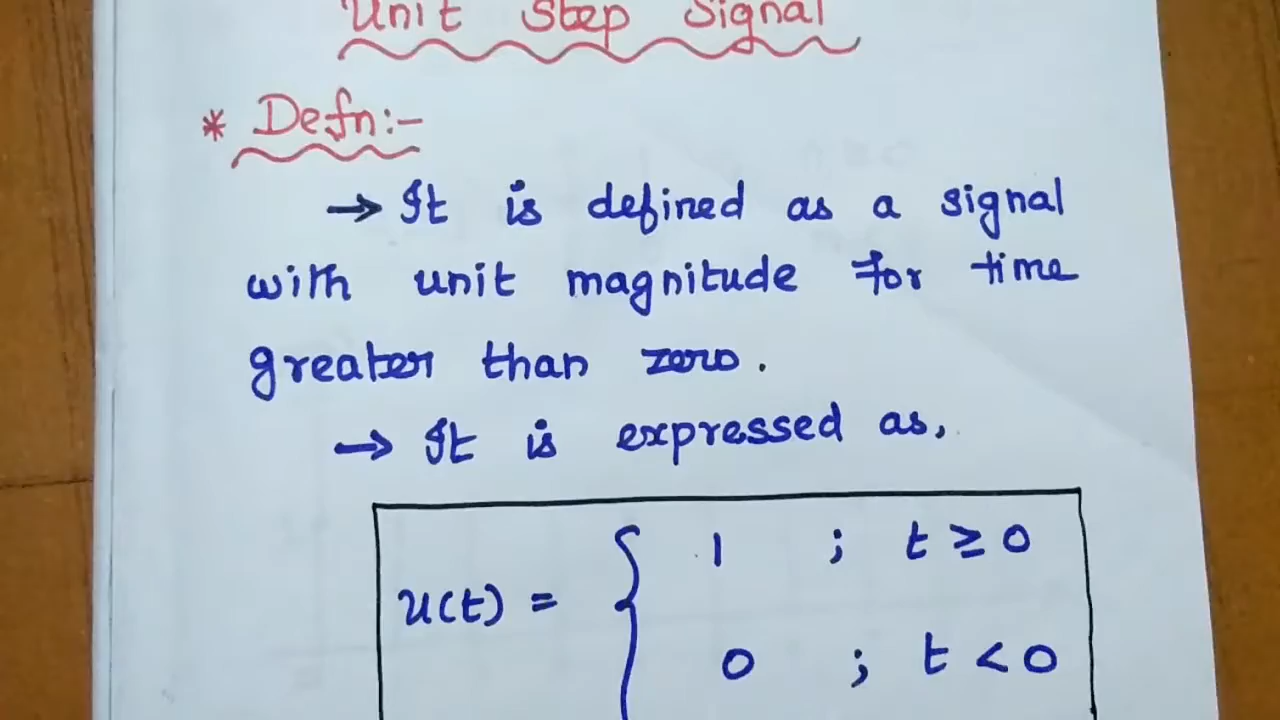 Unit Step Signal
* Defn:-
→ It is defined as a signal
with unit magnitude for time
greater than zero.
→ It is expressed as,
u(t) = { 1 ; t ≥ 0
0 ; t < 0